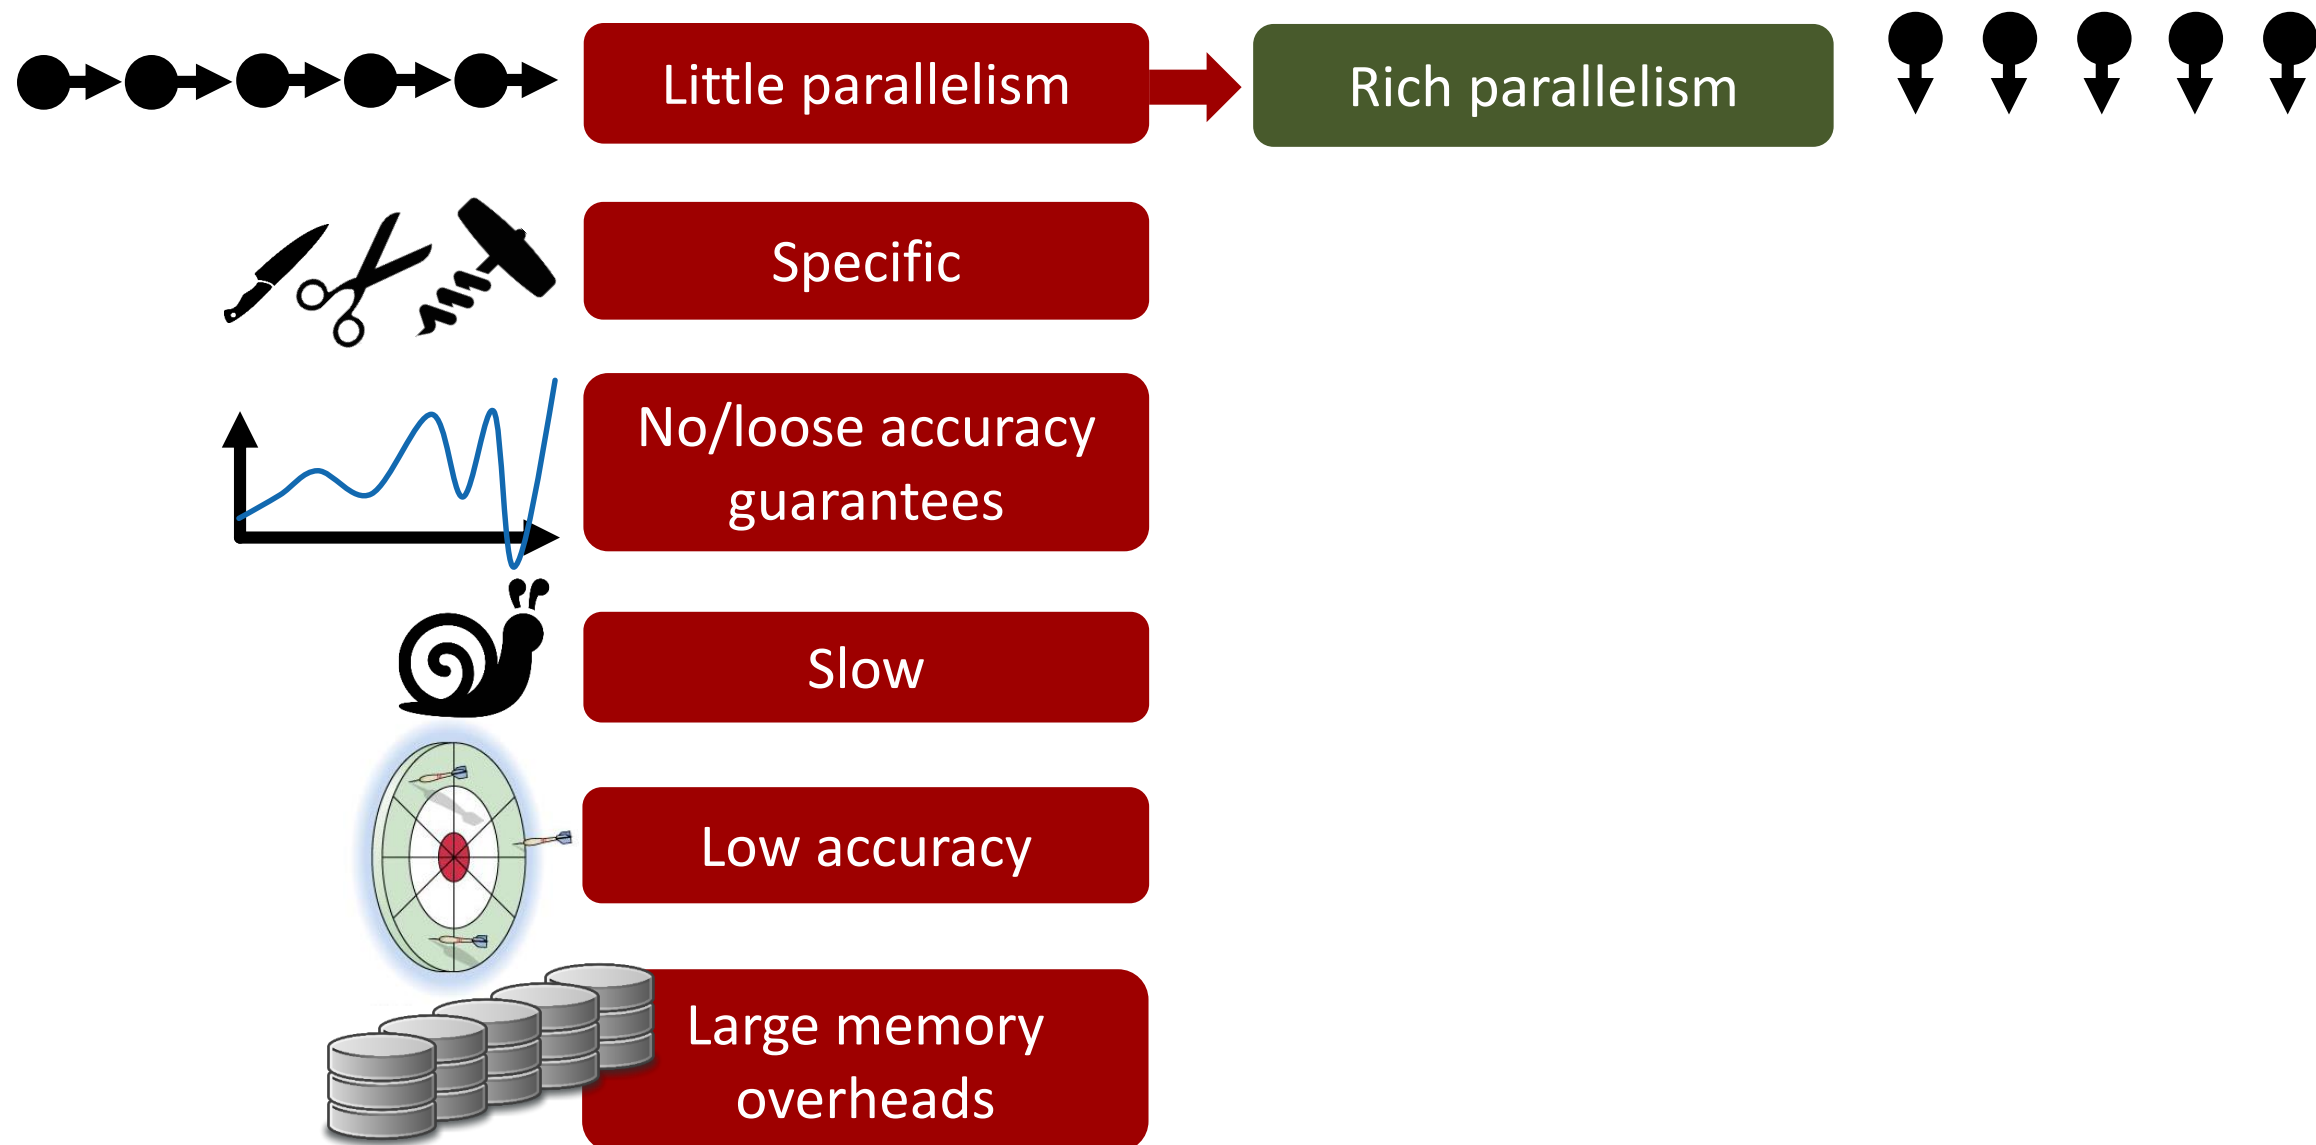 Little parallelism
Rich parallelism
Specific
No/loose accuracy
guarantees
Slow
Low accuracy
Large memory
overheads